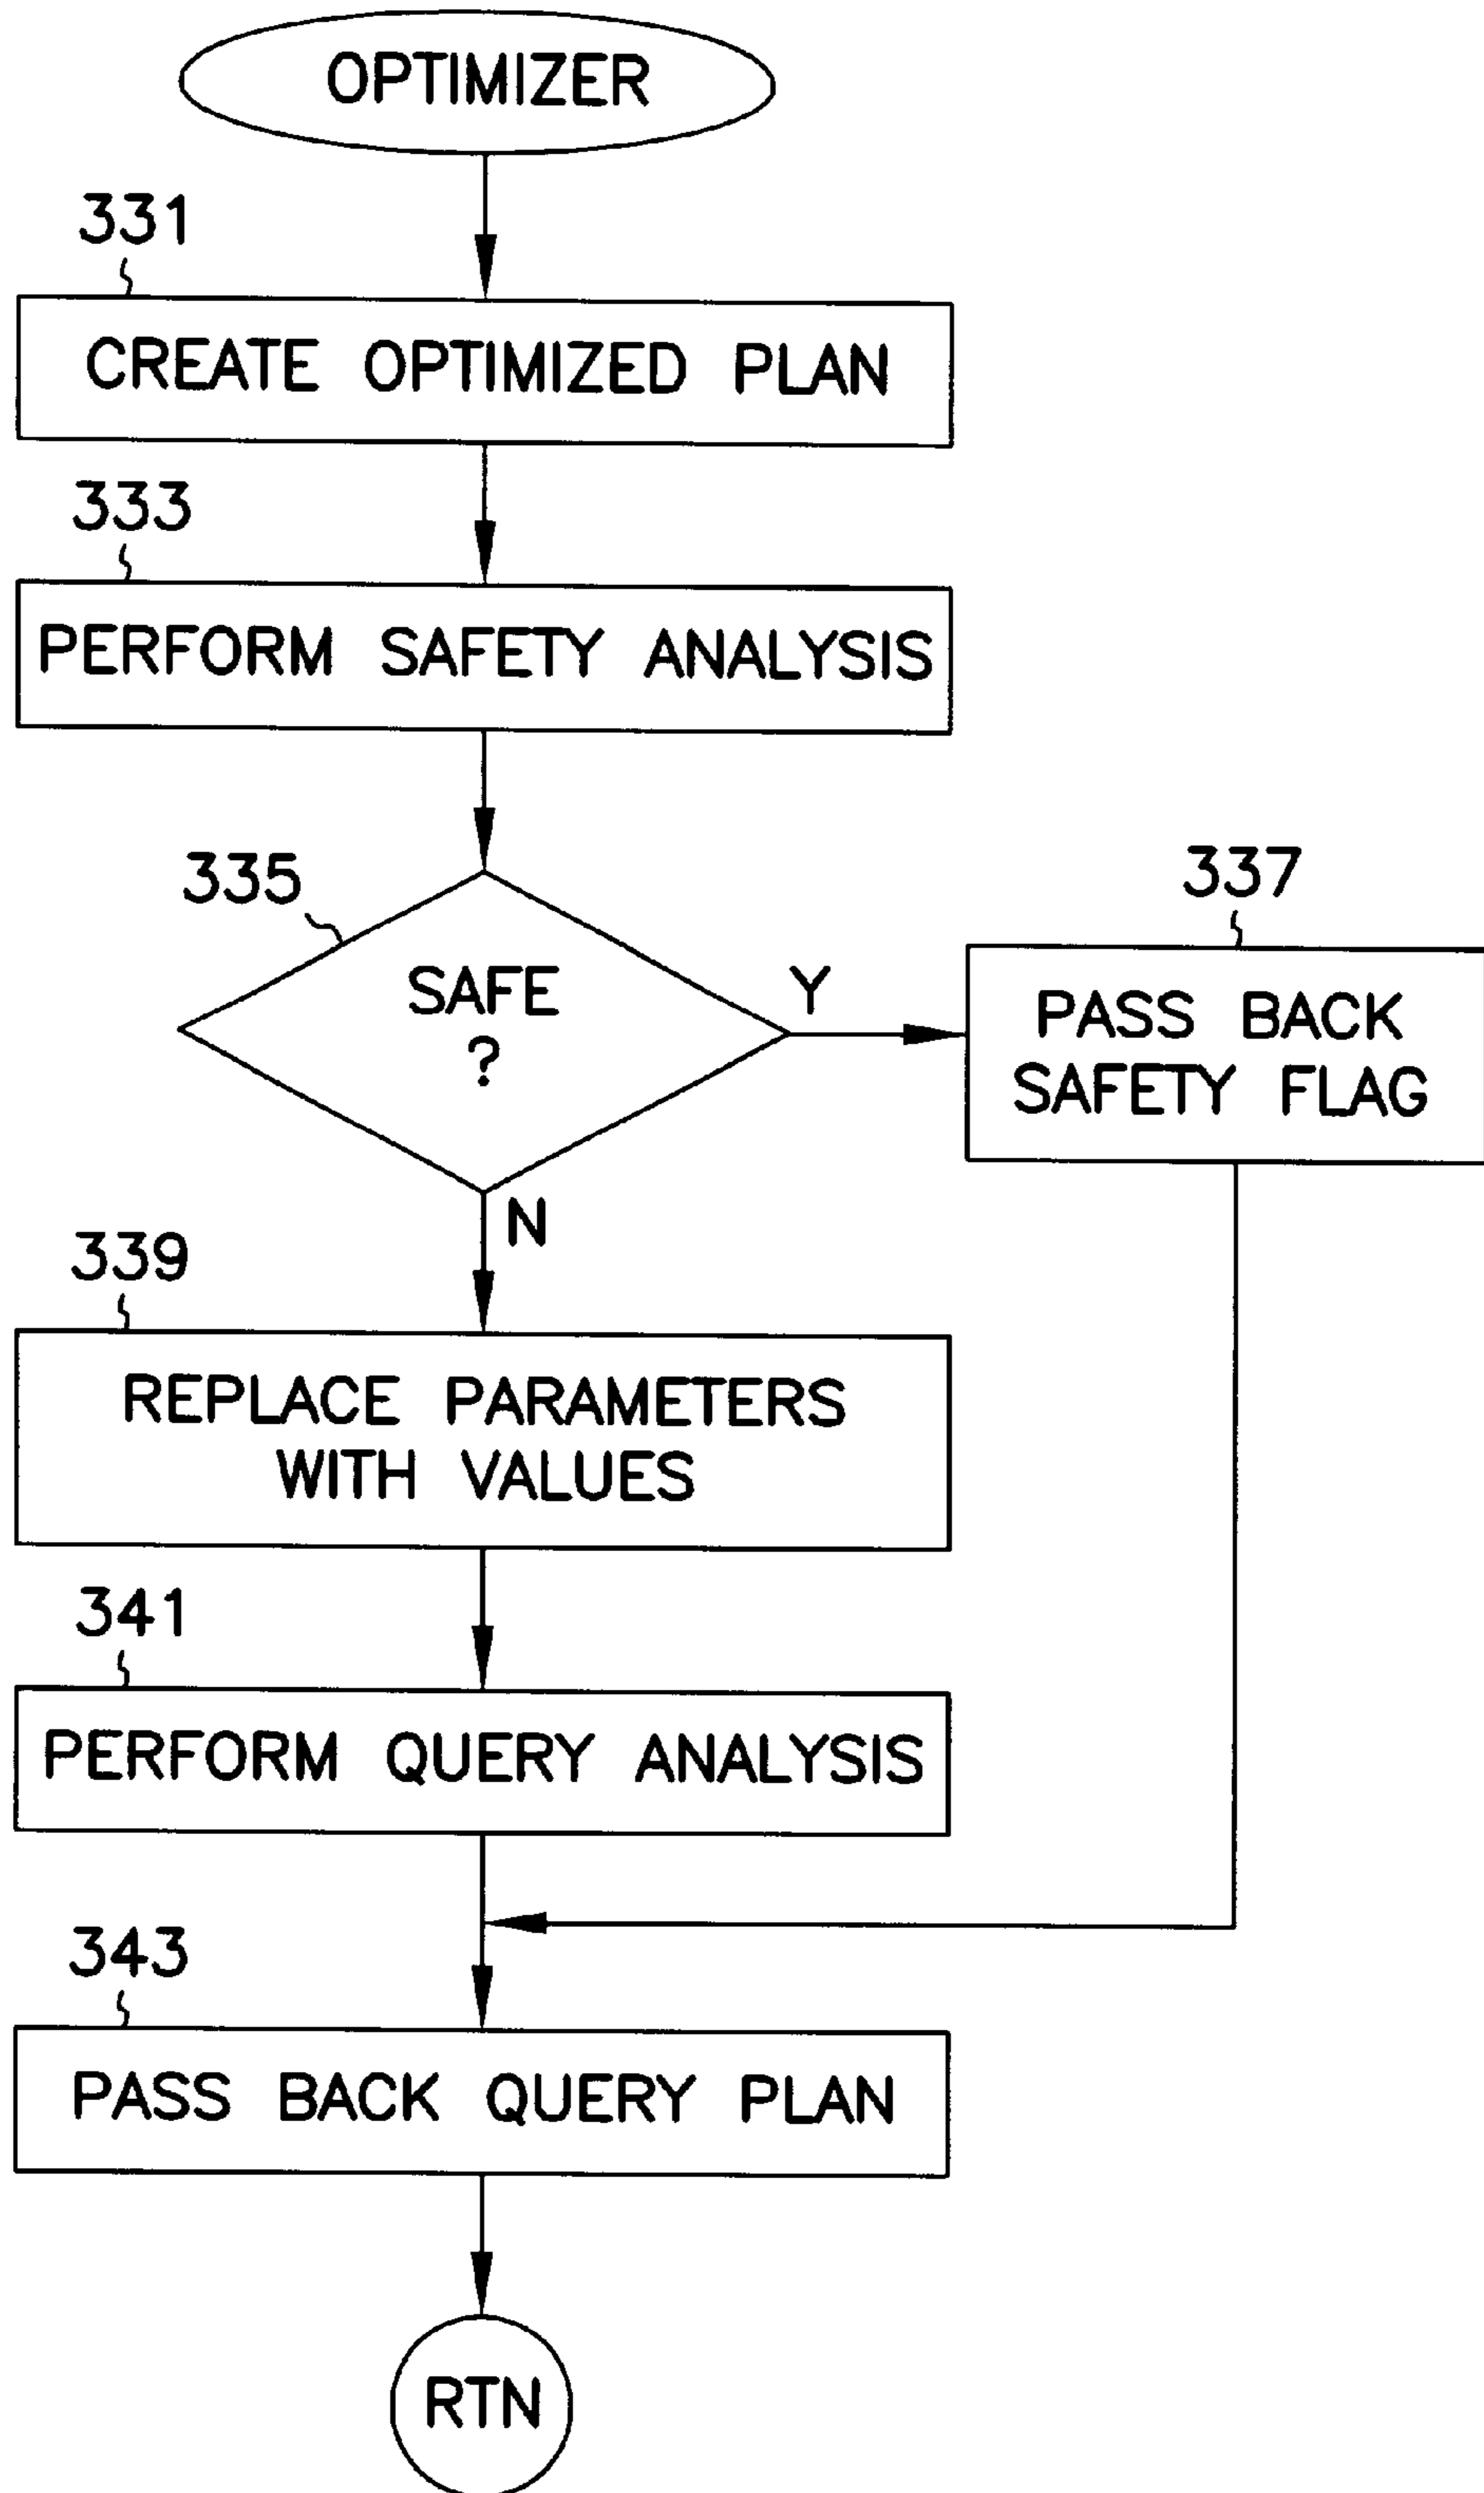 OPTIMIZER
331
CREATE OPTIMIZED PLAN
333
PERFORM SAFETY ANALYSIS
335
SAFE
?
Y
337
PASS BACK
SAFETY FLAG
N
339
REPLACE PARAMETERS
WITH VALUES
341
PERFORM QUERY ANALYSIS
343
PASS BACK QUERY PLAN
RTN